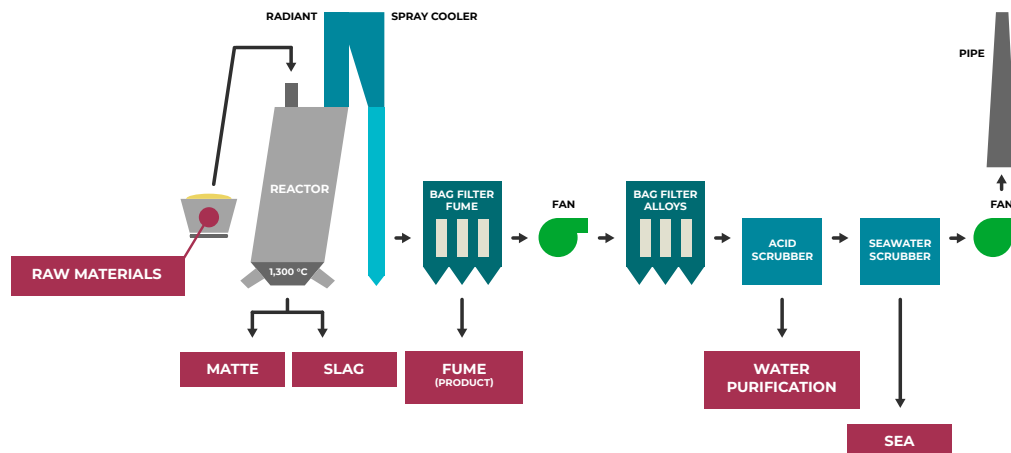 RADIANT
SPRAY COOLER
PIPE
REACTOR
BAG FILTER
FUME
FAN
BAG FILTER
ALLOYS
FAN
ACID
SCRUBBER
SEAWATER
SCRUBBER
RAW MATERIALS
1,300 °C
MATTE
SLAG
FUME
(PRODUCT)
WATER
PURIFICATION
SEA